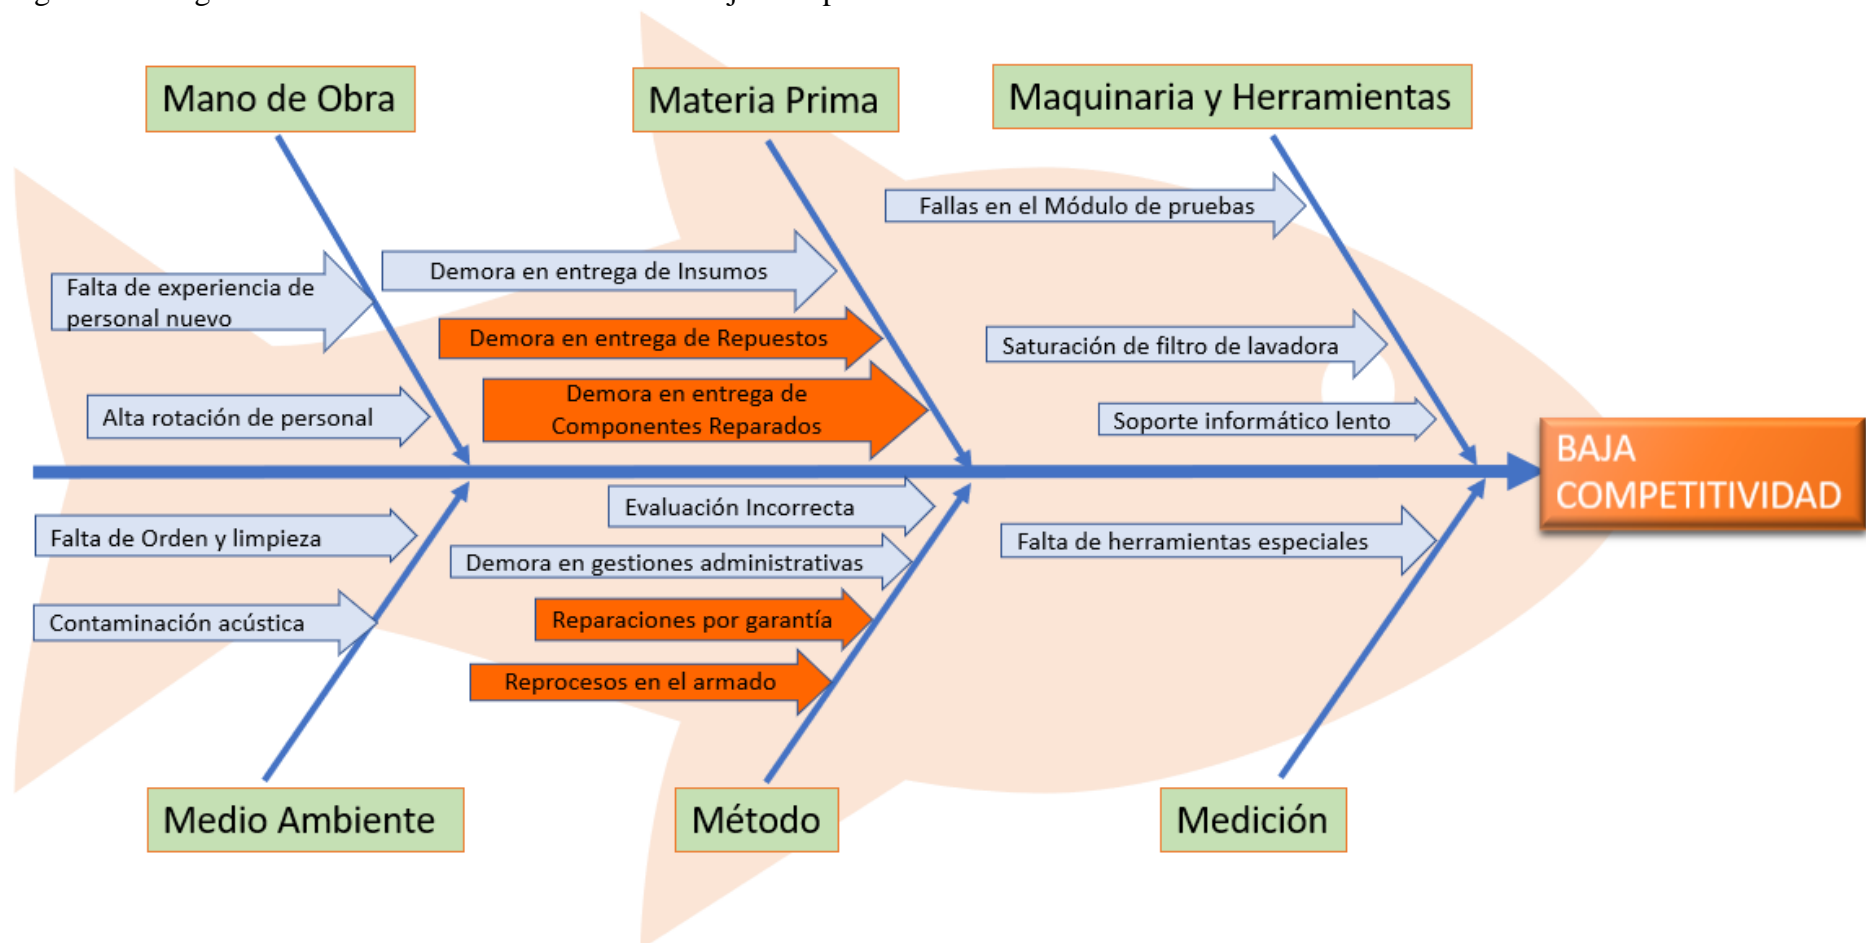 Mano de Obra
Materia Prima
Maquinaria y Herramientas
Fallas en el Módulo de pruebas
Demora en entrega de Insumos
Falta de experiencia de
personal nuevo
Demora en entrega de Repuestos
Saturación de filtro de lavadora
Demora en entrega de
Componentes Reparados
Alta rotación de personal
Soporte informático lento
BAJA
COMPETITIVIDAD
Evaluación Incorrecta
Falta de Orden y limpieza
Falta de herramientas especiales
Demora en gestiones administrativas
Contaminación acústica
Reparaciones por garantía
Reprocesos en el armado
Medio Ambiente
Método
Medición